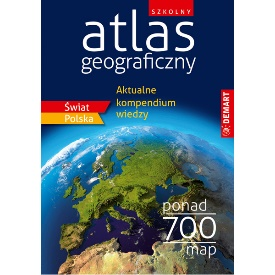 SZKOLNY
atlas
geograficzny
Aktualne
kompendium
wiedzy
Świat
Polska
DEMART
ponad
700
map